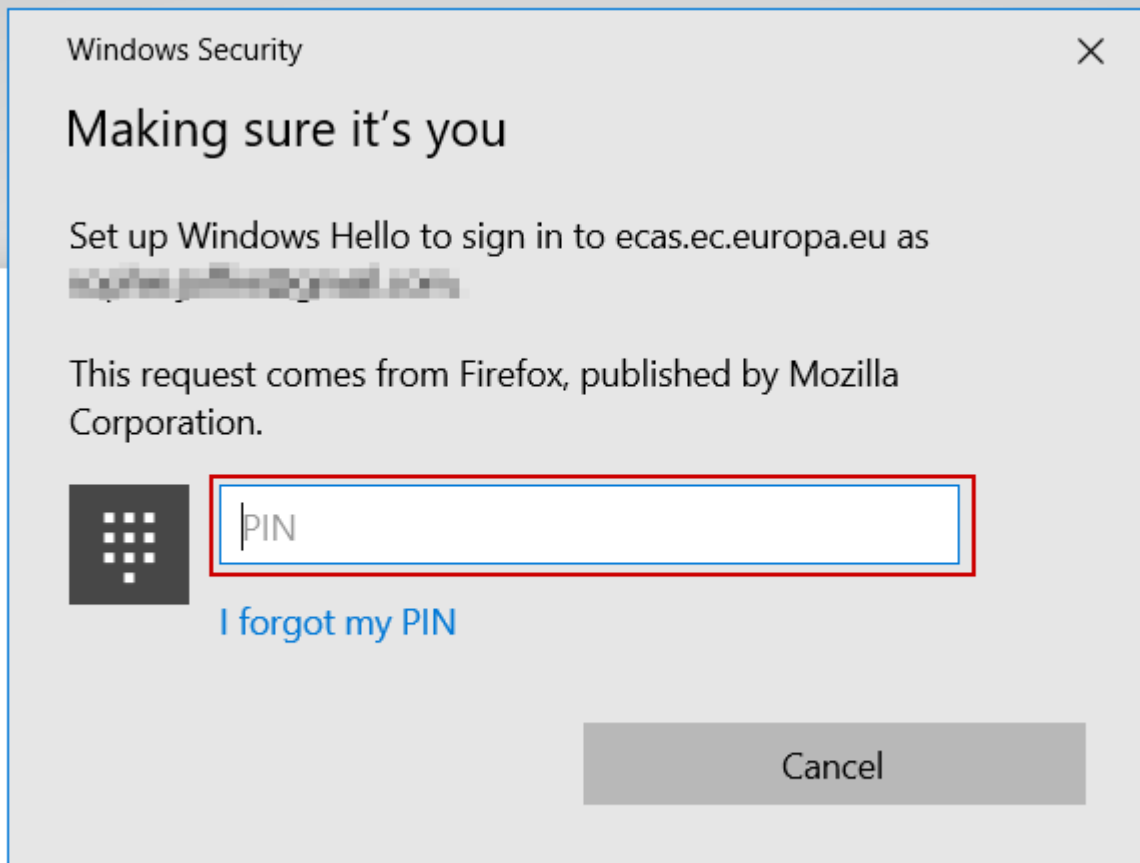 Windows Security
Making sure it’s you
Set up Windows Hello to sign in to ecas.ec.europa.eu as
This request comes from Firefox, published by Mozilla
Corporation.
PIN
I forgot my PIN
Cancel